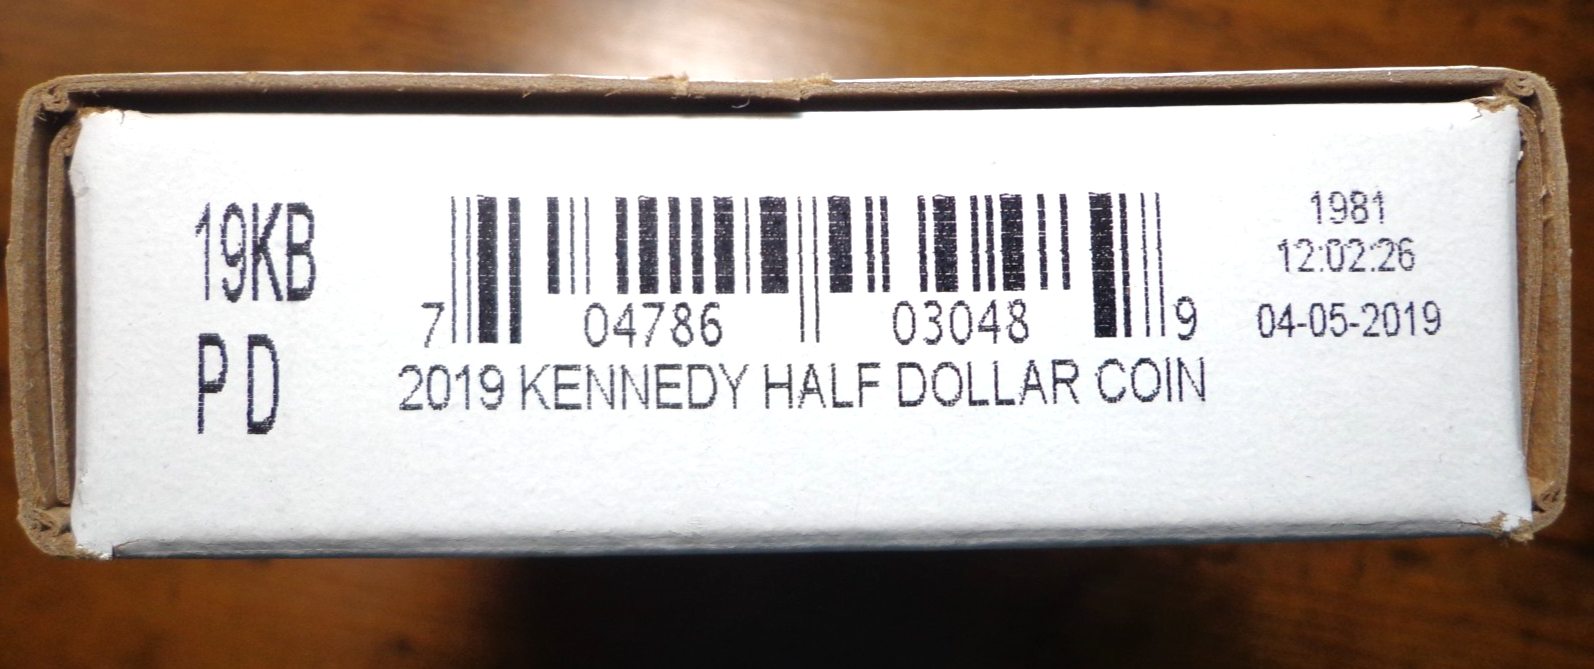 19KB
P D
7 04786 03048 9
2019 KENNEDY HALF DOLLAR COIN
1981
12:02:26
04-05-2019